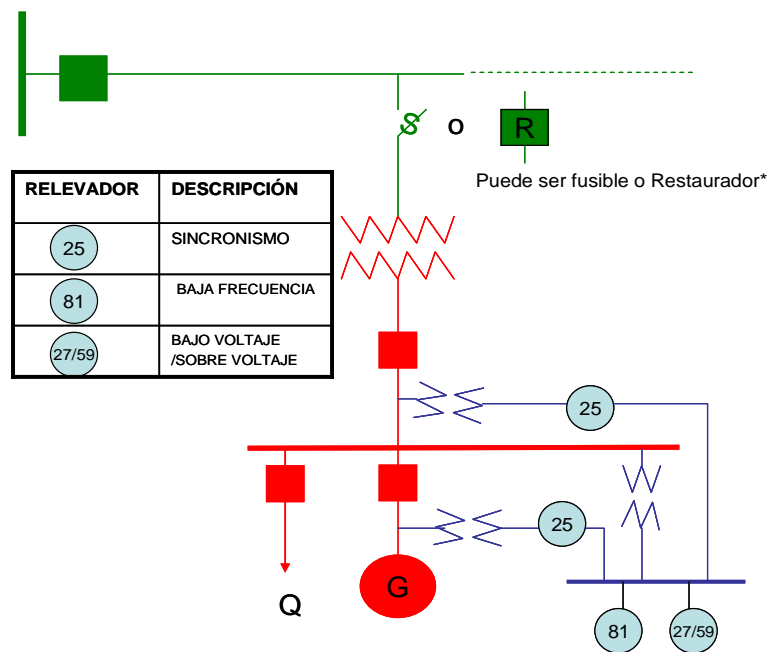 S o R
Puede ser fusible o Restaurador*
RELEVADOR DESCRIPCIÓN
25 SINCRONISMO
81 BAJA FRECUENCIA
27/59 BAJO VOLTAJE
/SOBRE VOLTAJE
25
25
Q
G
81
27/59